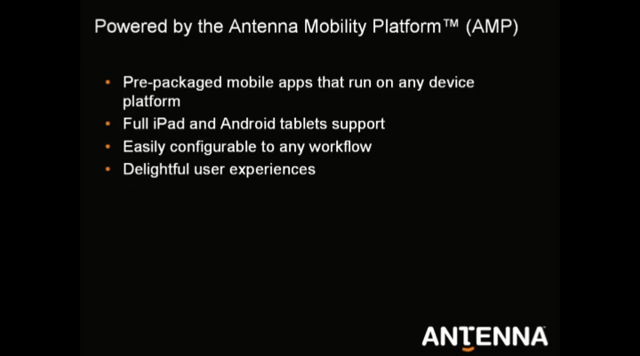 Powered by the Antenna Mobility Platform™ (AMP)
• Pre-packaged mobile apps that run on any device
platform
• Full iPad and Android tablets support
• Easily configurable to any workflow
• Delightful user experiences
ANTENNA